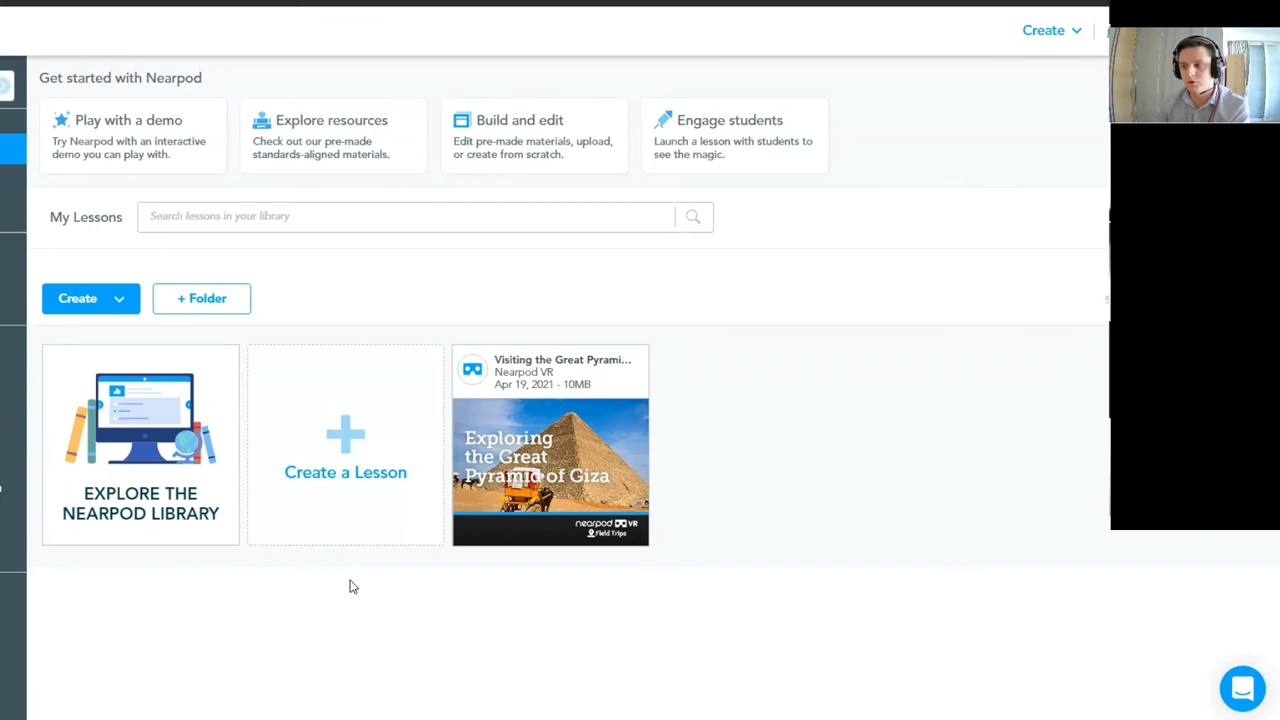 Create
Get started with Nearpod
Play with a demo
Try Nearpod with an interactive
demo you can play with.
Explore resources
Check out our pre-made
standards-aligned materials.
Build and edit
Edit pre-made materials, upload,
or create from scratch.
Engage students
Launch a lesson with students to
see the magic.
My Lessons
Search lessons in your library
Create
+ Folder
EXPLORE THE
NEARPOD LIBRARY
Create a Lesson
Visiting the Great Pyrami...
Nearpod VR
Apr 19, 2021 - 10MB
Exploring
the Great
Pyramid of Giza
nearpod VR
Field Trips